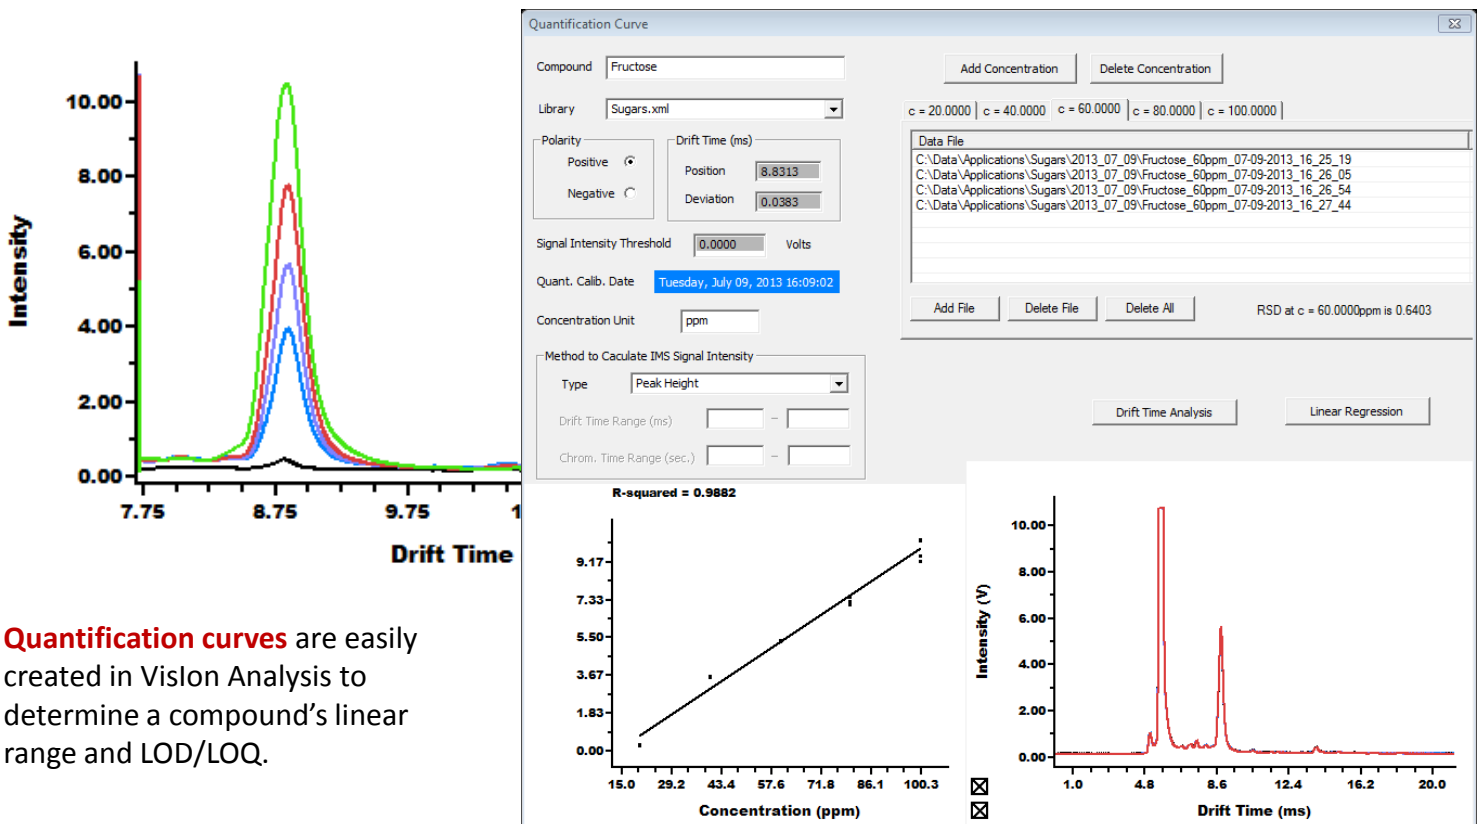 10.00
8.00
6.00
4.00
2.00
0.00
Intensity
7.75 8.75 9.75 1
Drift Time
Quantification curves are easily
created in VisIon Analysis to
determine a compound's linear
range and LOD/LOQ.
Quantification Curve
Compound Fructose
Library Sugars.xml
Polarity
Positive
Negative
Drift Time (ms)
Position 8.8313
Deviation 0.0383
Signal Intensity Threshold 0.0000 Volts
Quant. Calib. Date Tuesday, July 09, 2013 16:09:02
Concentration Unit ppm
Method to Caculate IMS Signal Intensity
Type Peak Height
Drift Time Range (ms) –
Chrom. Time Range (sec.) –
Add Concentration Delete Concentration
c = 20.0000 c = 40.0000 c = 60.0000 c = 80.0000 c = 100.0000
Data File
C:\Data\Applications\Sugars\2013_07_09\Fructose_60ppm_07-09-2013_16_25_19
C:\Data\Applications\Sugars\2013_07_09\Fructose_60ppm_07-09-2013_16_26_05
C:\Data\Applications\Sugars\2013_07_09\Fructose_60ppm_07-09-2013_16_26_54
C:\Data\Applications\Sugars\2013_07_09\Fructose_60ppm_07-09-2013_16_27_44
Add File Delete File Delete All RSD at c = 60.0000ppm is 0.6403
Drift Time Analysis Linear Regression
R-squared = 0.9882
9.17
7.33
5.50
3.67
1.83
0.00
15.0 29.2 43.4 57.6 71.8 86.1 100.3
Concentration (ppm)
10.00
8.00
6.00
4.00
2.00
0.00
Intensity (V)
1.0 4.8 8.6 12.4 16.2 20.0
Drift Time (ms)